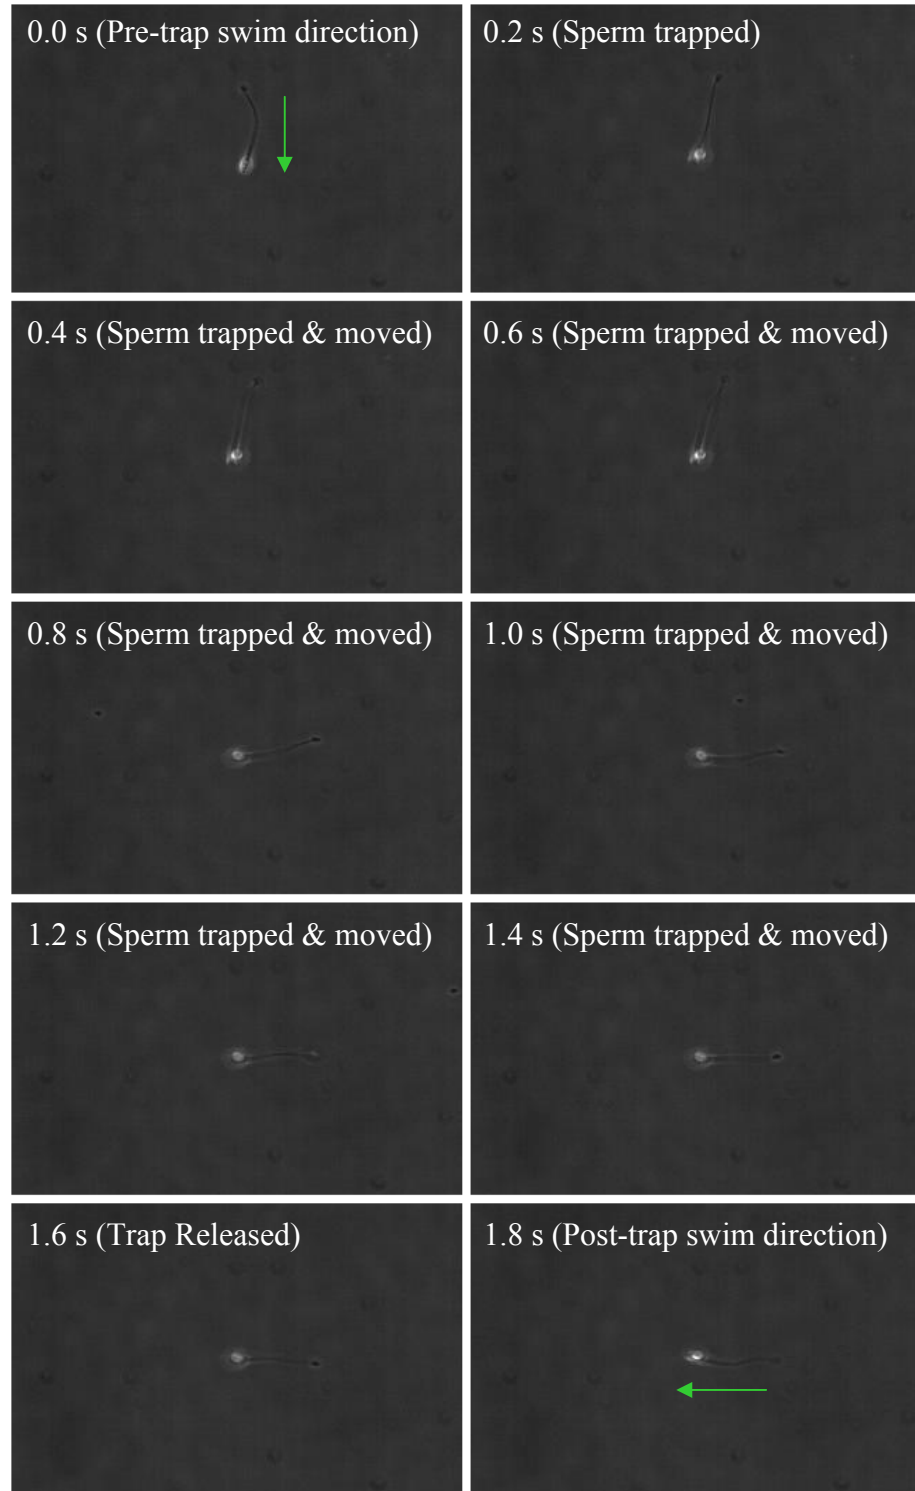 0.0 s (Pre-trap swim direction)
0.2 s (Sperm trapped)
0.4 s (Sperm trapped & moved)
0.6 s (Sperm trapped & moved)
0.8 s (Sperm trapped & moved)
1.0 s (Sperm trapped & moved)
1.2 s (Sperm trapped & moved)
1.4 s (Sperm trapped & moved)
1.6 s (Trap Released)
1.8 s (Post-trap swim direction)